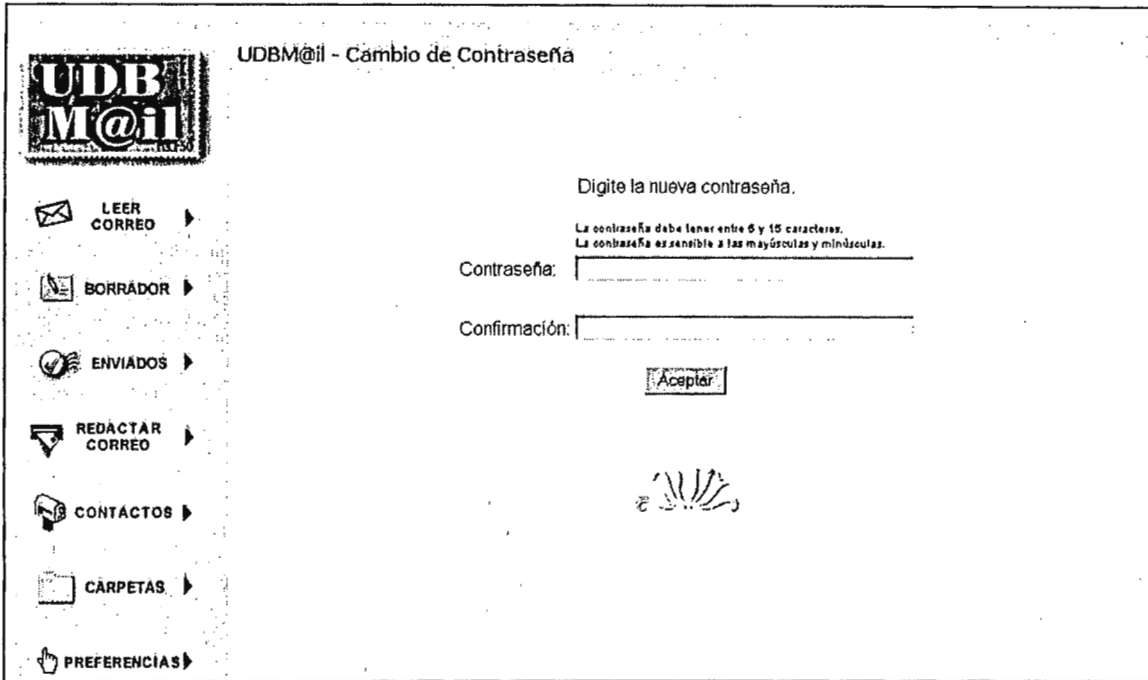 UDBM@il - Cambio de Contraseña
UDB
M@il
LEER
CORREO
BORRADOR
ENVIADOS
REDACTAR
CORREO
CONTACTOS
CARPETAS
PREFERENCIAS
Digite la nueva contraseña.
La contraseña debe tener entre 6 y 15 caracteres.
La contraseña es sensible a las mayúsculas y minúsculas.
Contraseña:
Confirmación:
Aceptar